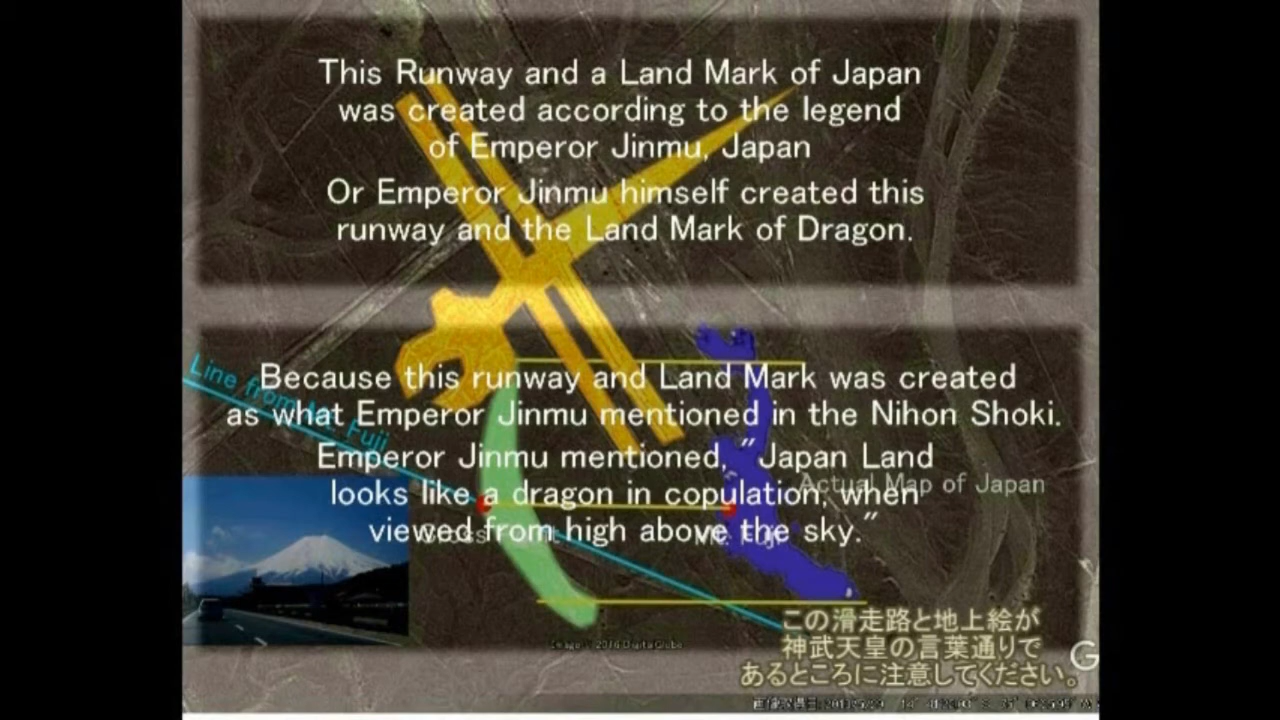 This Runway and a Land Mark of Japan
was created according to the legend
of Emperor Jinmu, Japan
Or Emperor Jinmu himself created this
runway and the Land Mark of Dragon.
Line from Mt. Fuji
Because this runway and Land Mark was created
as what Emperor Jinmu mentioned in the Nihon Shoki.
Emperor Jinmu mentioned, "Japan Land
looks like a dragon in copulation, when
viewed from high above the sky."
Actual Map of Japan
Mt. Fuji
この滑走路と地上絵が
神武天皇の言葉通りで
あるところに注意してください。
Image © 2016 DigitalGlobe
G